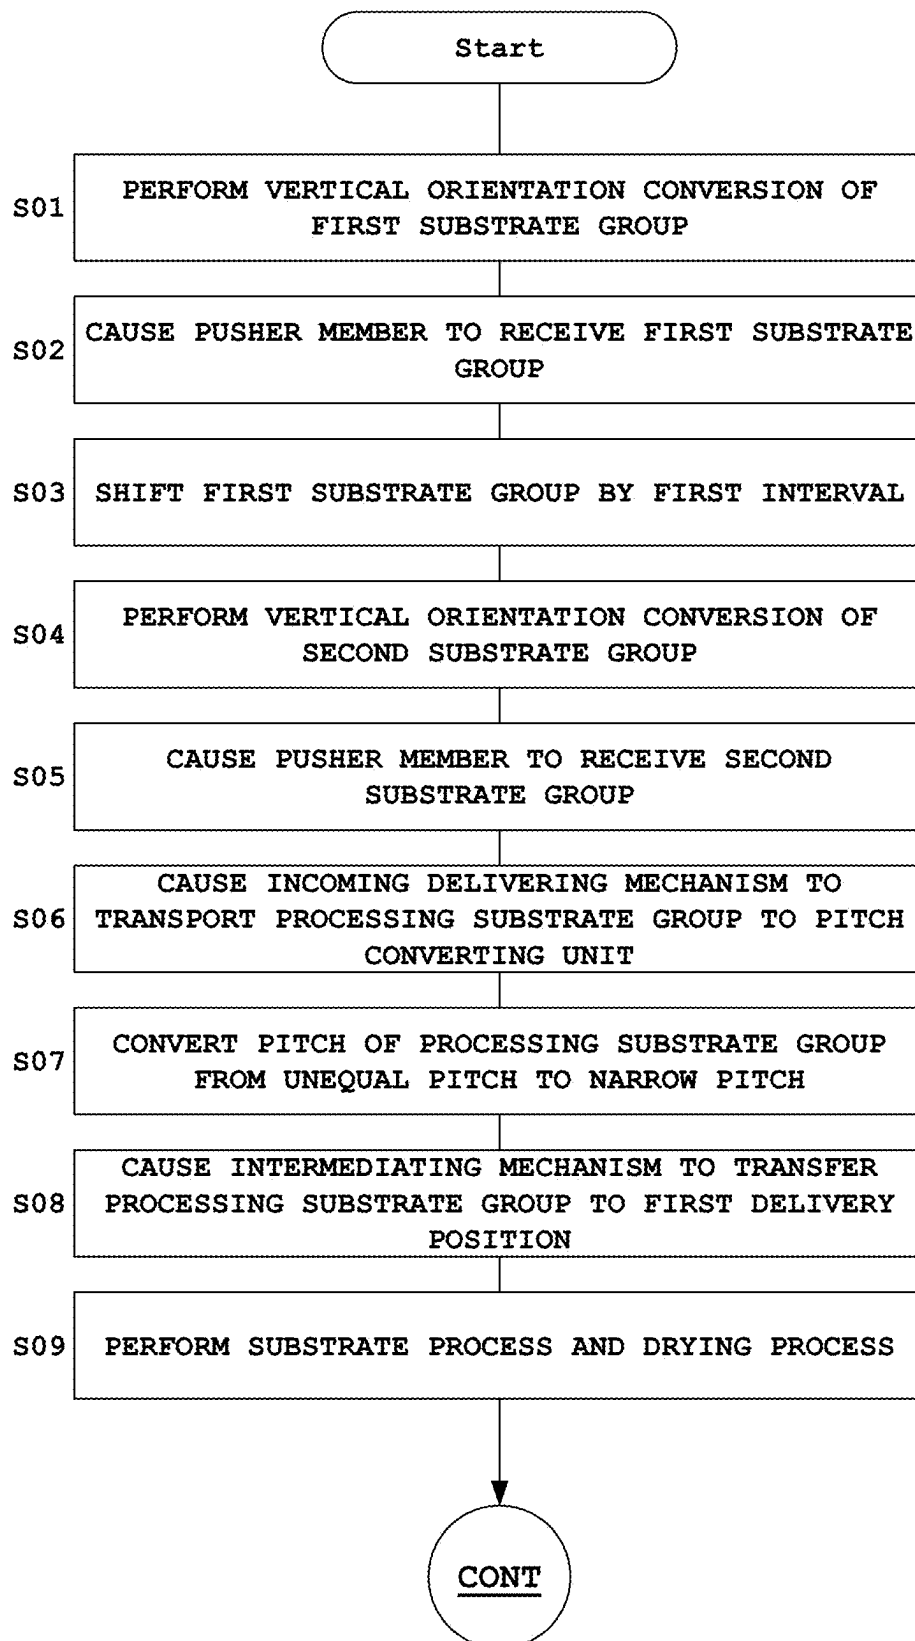 Start
S01
PERFORM VERTICAL ORIENTATION CONVERSION OF
FIRST SUBSTRATE GROUP
S02
CAUSE PUSHER MEMBER TO RECEIVE FIRST SUBSTRATE
GROUP
S03
SHIFT FIRST SUBSTRATE GROUP BY FIRST INTERVAL
S04
PERFORM VERTICAL ORIENTATION CONVERSION OF
SECOND SUBSTRATE GROUP
S05
CAUSE PUSHER MEMBER TO RECEIVE SECOND
SUBSTRATE GROUP
S06
CAUSE INCOMING DELIVERING MECHANISM TO
TRANSPORT PROCESSING SUBSTRATE GROUP TO PITCH
CONVERTING UNIT
S07
CONVERT PITCH OF PROCESSING SUBSTRATE GROUP
FROM UNEQUAL PITCH TO NARROW PITCH
S08
CAUSE INTERMEDIATING MECHANISM TO TRANSFER
PROCESSING SUBSTRATE GROUP TO FIRST DELIVERY
POSITION
S09
PERFORM SUBSTRATE PROCESS AND DRYING PROCESS
CONT